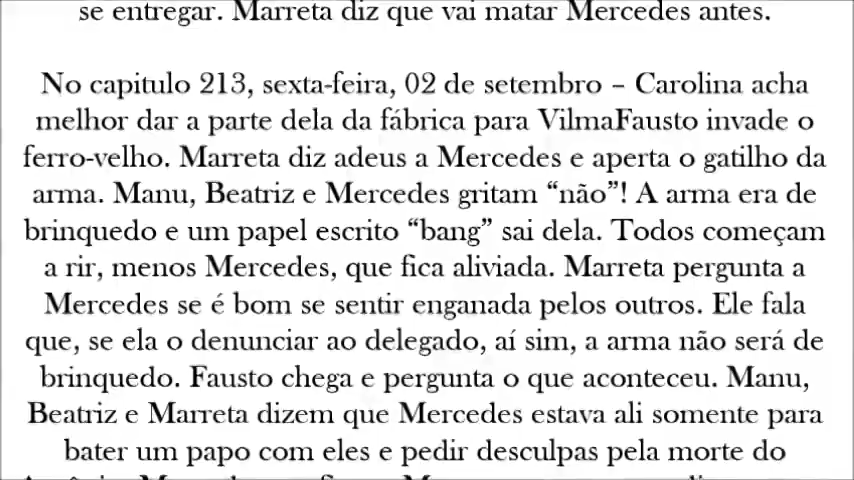 se entregar. Marreta diz que vai matar Mercedes antes.
No capitulo 213, sexta-feira, 02 de setembro – Carolina acha
melhor dar a parte dela da fábrica para VilmaFausto invade o
ferro-velho. Marreta diz adeus a Mercedes e aperta o gatilho da
arma. Manu, Beatriz e Mercedes gritam “não”! A arma era de
brinquedo e um papel escrito “bang” sai dela. Todos começam
a rir, menos Mercedes, que fica aliviada. Marreta pergunta a
Mercedes se é bom se sentir enganada pelos outros. Ele fala
que, se ela o denunciar ao delegado, aí sim, a arma não será de
brinquedo. Fausto chega e pergunta o que aconteceu. Manu,
Beatriz e Marreta dizem que Mercedes estava ali somente para
bater um papo com eles e pedir desculpas pela morte do